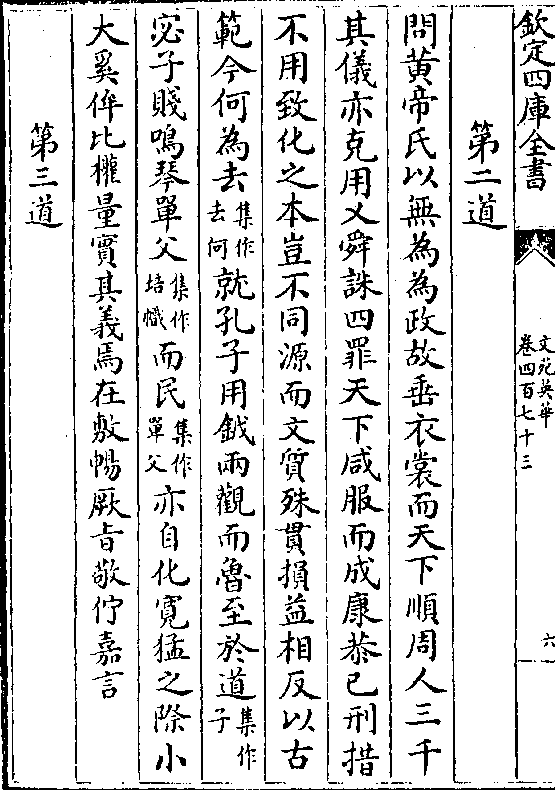 欽定四庫全書
文苑英華
卷四百七十三
六
第二道
問黃帝氏以無為為政故垂衣裳而天下順周人三千
其儀亦克用乂舜誅四罪天下咸服而成康恭已刑措
不用致化之本豈不同源而文質殊貫損益相反以古
範今何為去集作去何就孔子用鉞兩觀而魯至於道集作子
宓子賤鳴琴單父集作培幟而民集作單父亦自化寬猛之際小
大奚侔比權量實其義焉在敷暢厥旨敬佇嘉言
第三道